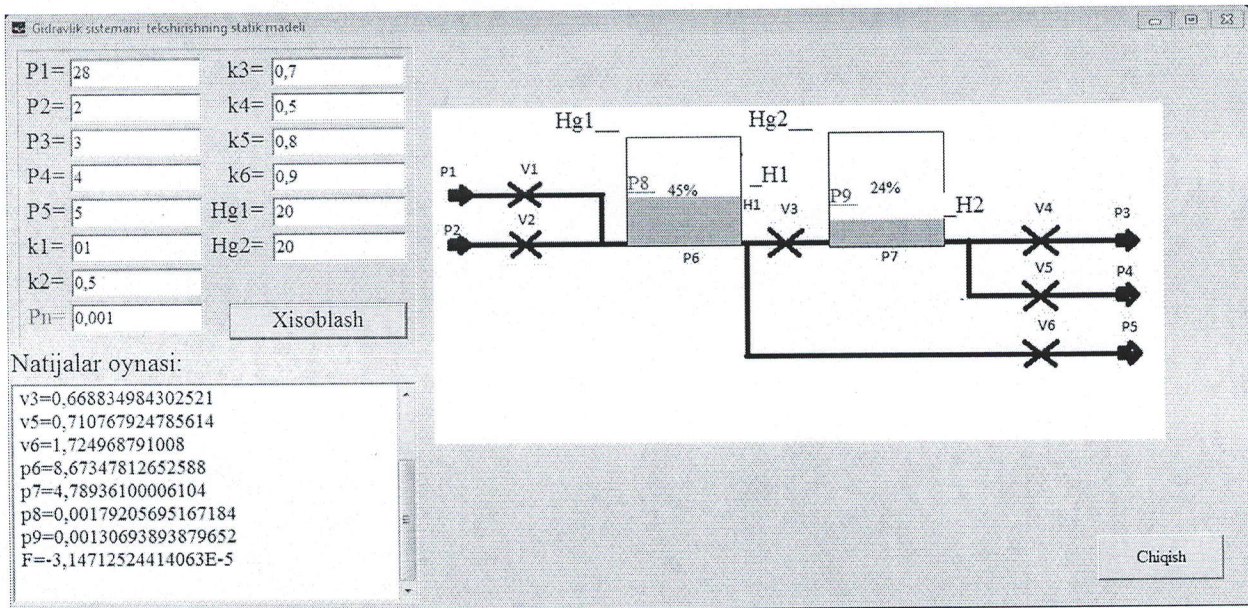 Gidravlik sistemani tekshirishning statik madeli
P1= 28 k3= 0,7
P2= 2 k4= 0,5
P3= 3 k5= 0,8
P4= 4 k6= 0,9
P5= 5 Hg1= 20
k1= 01 Hg2= 20
k2= 0,5
Pn= 0,001 Xisoblash
Natijalar oynasi:
v3=0,668834984302521
v5=0,710767924785614
v6=1,724968791008
p6=8,67347812652588
p7=4,78936100006104
p8=0,00179205695167184
p9=0,00130693893879652
F=-3,14712524414063E-5
Hg1__ Hg2__
P1 V1 P8 45% _H1 P9 24%
P2 V2 H1 V3 _H2 V4 P3
P6 P7 V5 P4
V6 P5
Chiqish